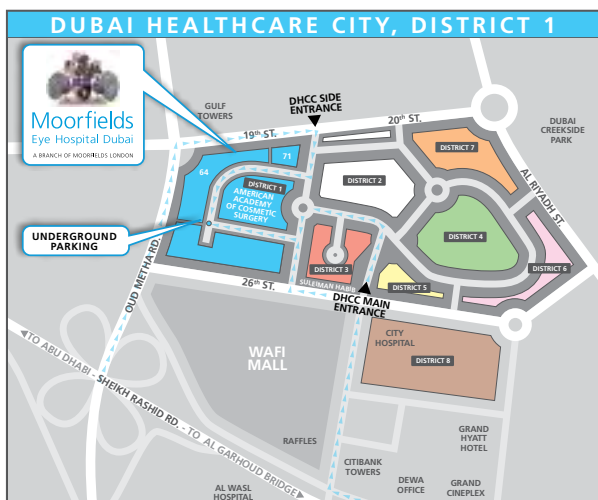 DUBAI HEALTHCARE CITY, DISTRICT 1
Moorfields
Eye Hospital Dubai
A BRANCH OF MOORFIELDS LONDON
GULF
TOWERS
DHCC SIDE
ENTRANCE
19th ST.
20th ST.
DUBAI
CREEKSIDE
PARK
AL RIYADH ST.
64
71
DISTRICT 1
AMERICAN
ACADEMY
OF COSMETIC
SURGERY
DISTRICT 2
DISTRICT 7
DISTRICT 4
DISTRICT 6
UNDERGROUND
PARKING
OUD METHA RD.
DISTRICT 3
SULEIMAN HABIB
DISTRICT 5
26th ST.
DHCC MAIN
ENTRANCE
CITY
HOSPITAL
DISTRICT 8
WAFI
MALL
TO ABU DHABI - SHEIKH RASHID RD. - TO AL GARHOUD BRIDGE
RAFFLES
AL WASL
HOSPITAL
CITIBANK
TOWERS
DEWA
OFFICE
GRAND
HYATT
HOTEL
GRAND
CINEPLEX